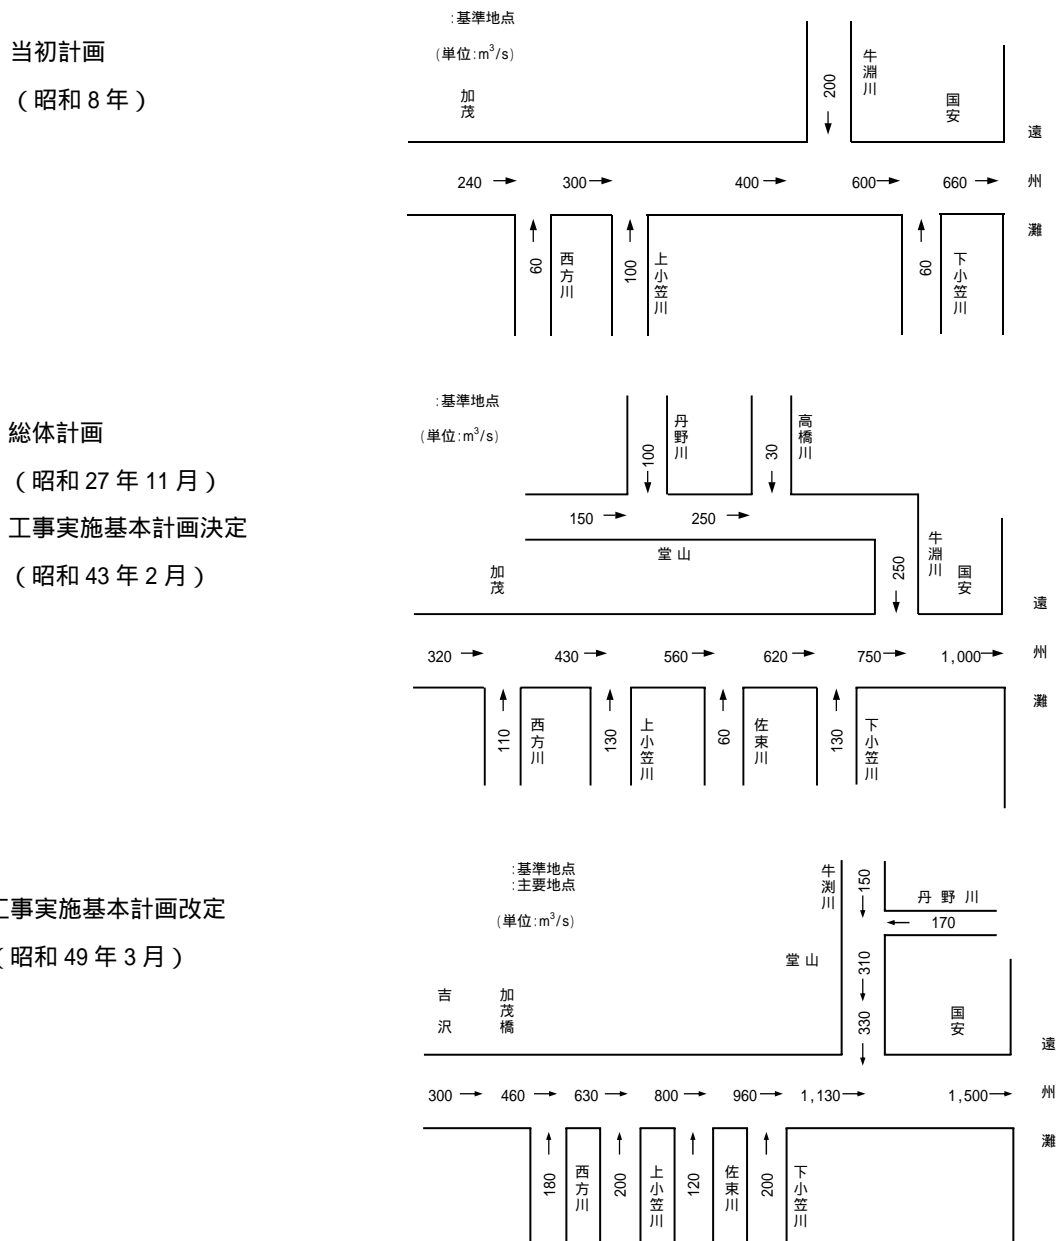 当初計画
（昭和8年）
:基準地点
(単位:m³/s)
加茂
200
牛淵川
国安
遠州灘
240
300
400
600
660
60
西方川
100
上小笠川
60
下小笠川
総体計画
（昭和27年11月）
工事実施基本計画決定
（昭和43年2月）
:基準地点
(単位:m³/s)
100
丹野川
30
高橋川
150
250
堂山
加茂
250
牛淵川
国安
遠州灘
320
430
560
620
750
1,000
110
西方川
130
上小笠川
60
佐束川
130
下小笠川
工事実施基本計画改定
（昭和49年3月）
:基準地点
:主要地点
(単位:m³/s)
牛渕川
150
丹野川
170
堂山
310
330
吉沢
加茂橋
国安
遠州灘
300
460
630
800
960
1,130
1,500
180
西方川
200
上小笠川
120
佐束川
200
下小笠川